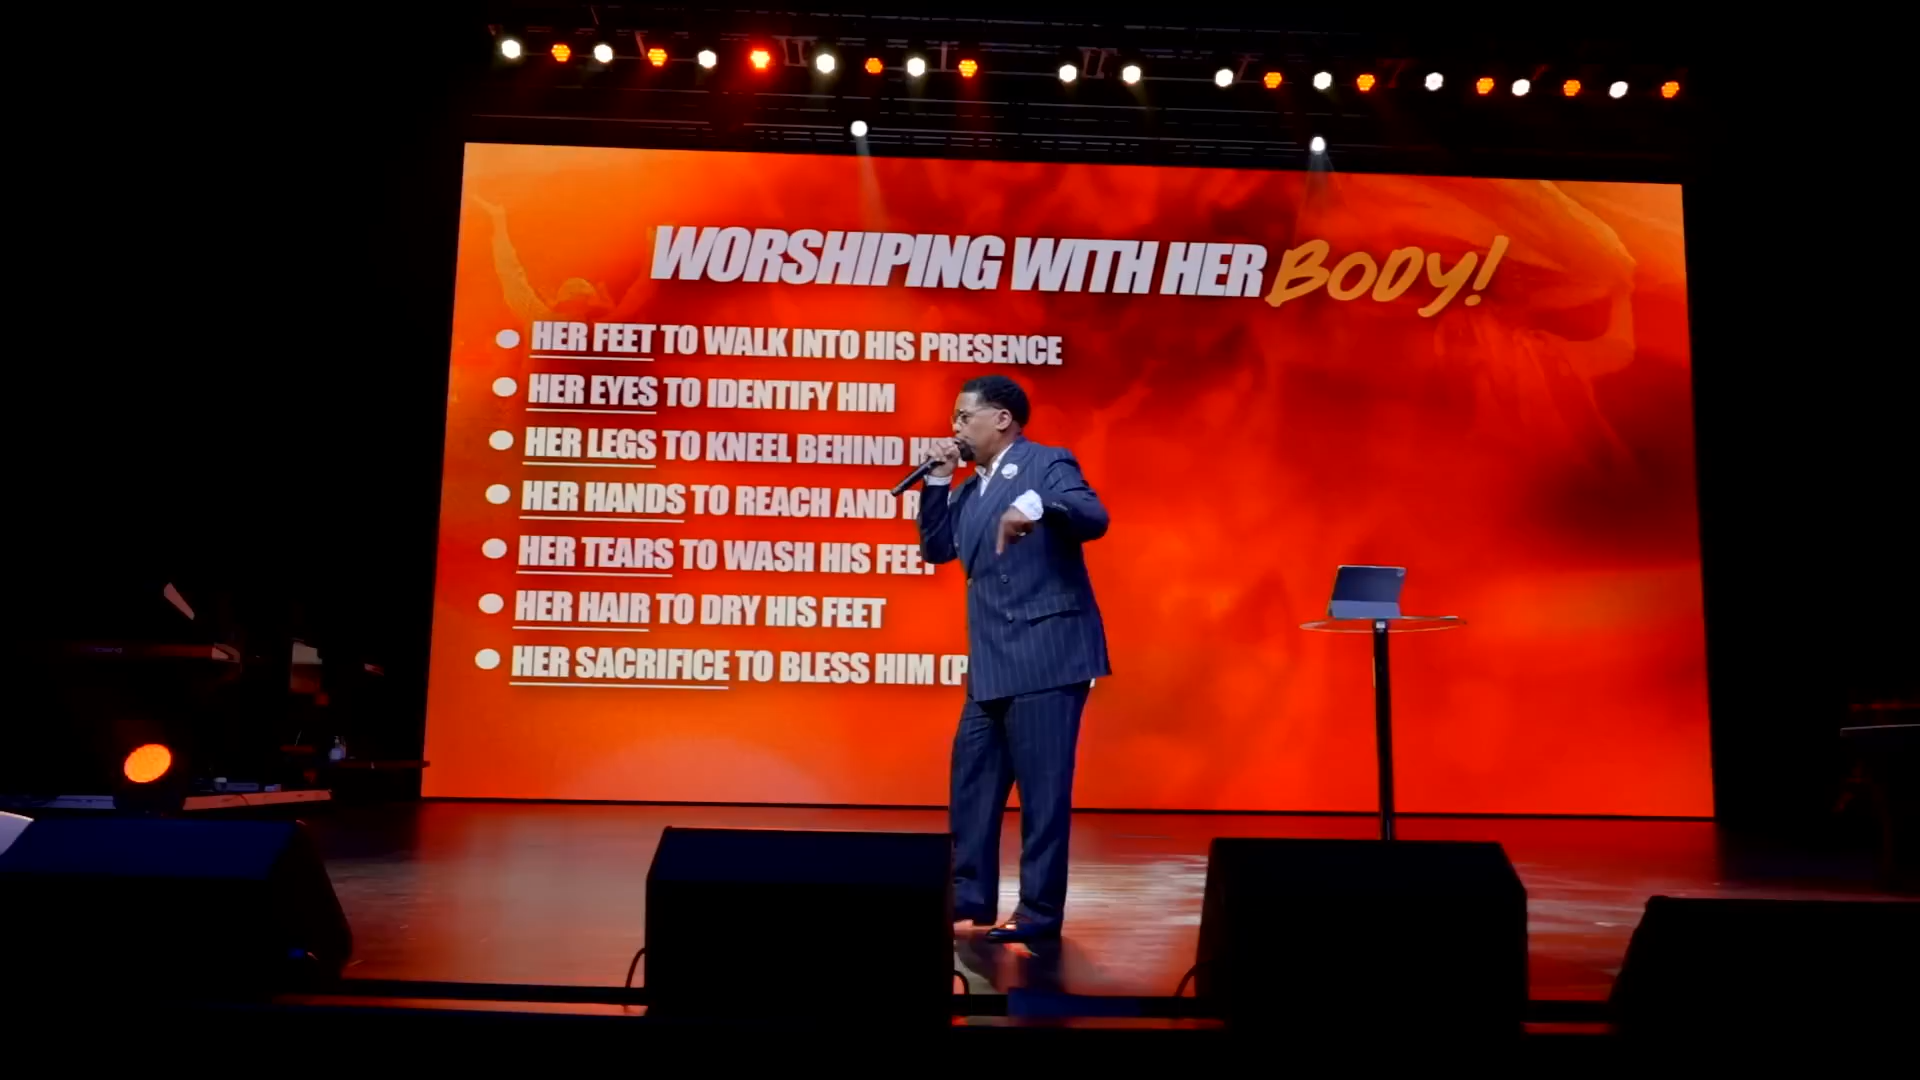 WORSHIPING WITH HER BODY!
HER FEET TO WALK INTO HIS PRESENCE
HER EYES TO IDENTIFY HIM
HER LEGS TO KNEEL BEHIND
HER HANDS TO REACH AND
HER TEARS TO WASH HIS FEET
HER HAIR TO DRY HIS FEET
HER SACRIFICE TO BLESS HIM (P